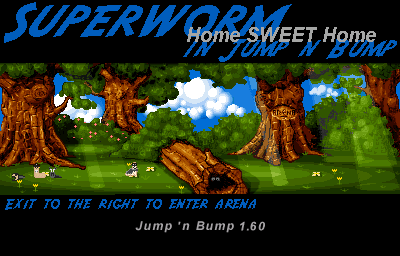 SUPERWORM
Home SWEET Home
IN JUMP 'N BUMP
EXIT TO THE RIGHT TO ENTER ARENA
Jump 'n Bump 1.60